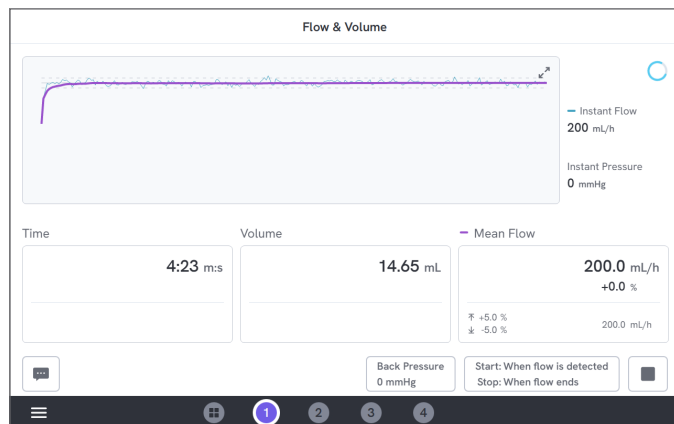 Flow & Volume
Instant Flow
200 mL/h
Instant Pressure
0 mmHg
Time
Volume
Mean Flow
4:23 m:s
14.65 mL
200.0 mL/h
+0.0 %
+5.0 %
-5.0 %
200.0 mL/h
Back Pressure
0 mmHg
Start: When flow is detected
Stop: When flow ends
1
2
3
4